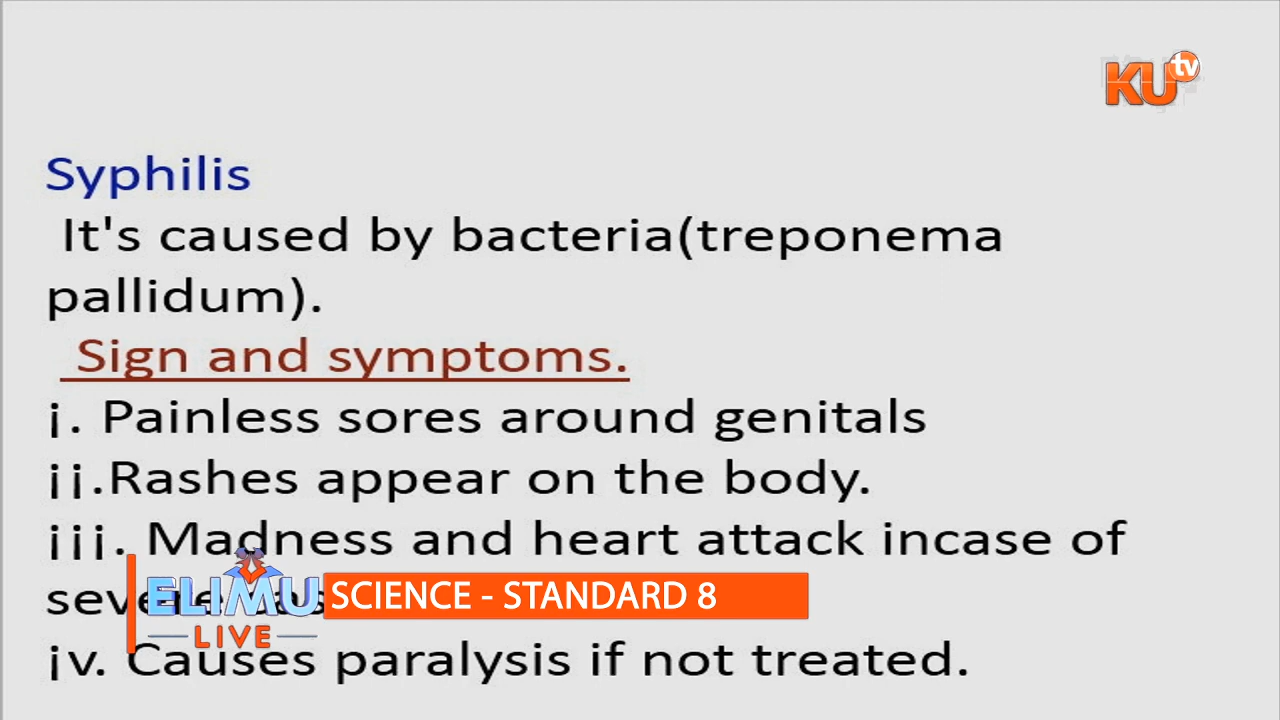 KU tv
Syphilis
It's caused by bacteria(treponema
pallidum).
Sign and symptoms.
¡. Painless sores around genitals
¡¡.Rashes appear on the body.
¡¡¡. Madness and heart attack incase of
severe
ELIMU
LIVE
SCIENCE - STANDARD 8
¡v. Causes paralysis if not treated.